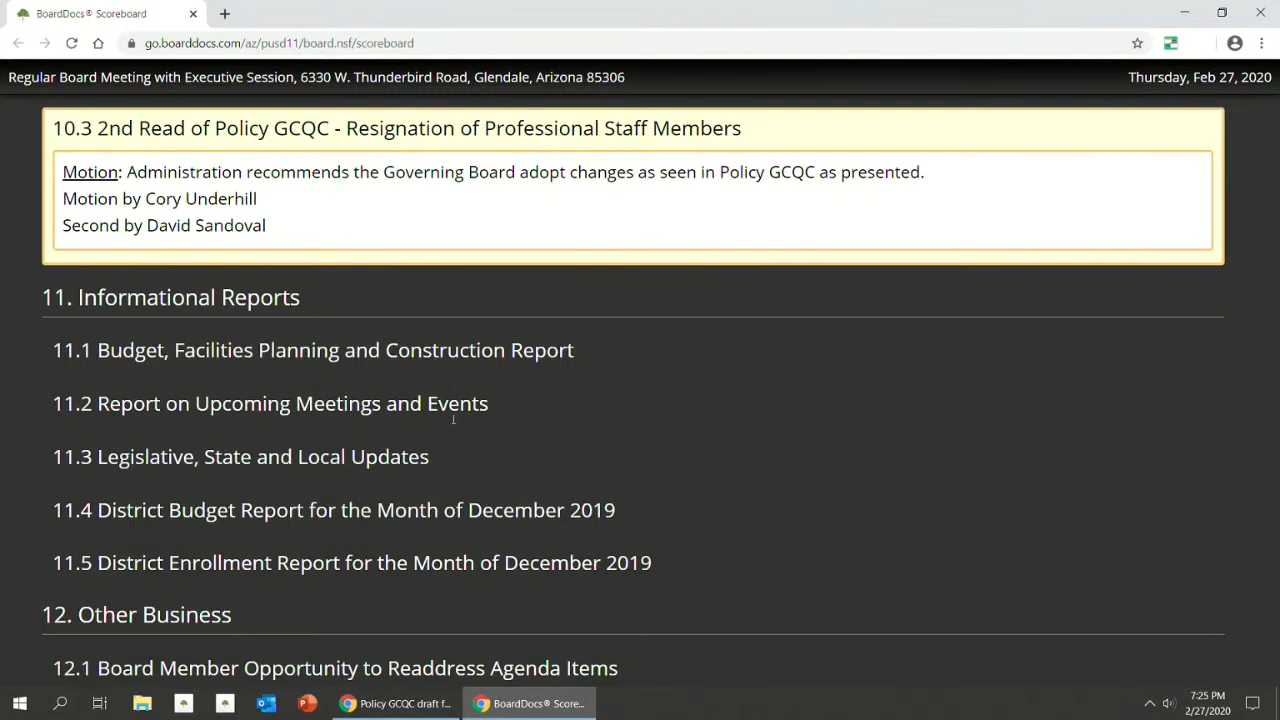 BoardDocs® Scoreboard
go.boarddocs.com/az/pusd11/board.nsf/scoreboard
Regular Board Meeting with Executive Session, 6330 W. Thunderbird Road, Glendale, Arizona 85306
Thursday, Feb 27, 2020
10.3 2nd Read of Policy GCQC - Resignation of Professional Staff Members
Motion: Administration recommends the Governing Board adopt changes as seen in Policy GCQC as presented.
Motion by Cory Underhill
Second by David Sandoval
11. Informational Reports
11.1 Budget, Facilities Planning and Construction Report
11.2 Report on Upcoming Meetings and Events
11.3 Legislative, State and Local Updates
11.4 District Budget Report for the Month of December 2019
11.5 District Enrollment Report for the Month of December 2019
12. Other Business
12.1 Board Member Opportunity to Readdress Agenda Items
Policy GCQC draft f...
BoardDocs® Score...
7:25 PM
2/27/2020